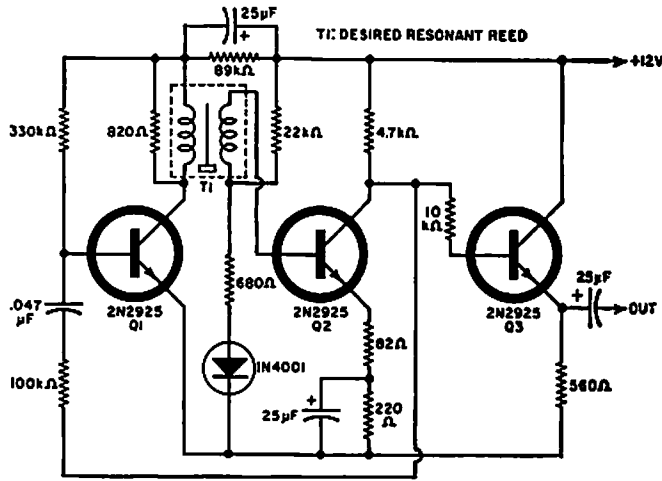 25µF
+
T1: DESIRED RESONANT REED
+12V
89kΩ
330kΩ
820Ω
22kΩ
4.7kΩ
T1
10
kΩ
25µF
+
OUT
2N2925
Q1
680Ω
2N2925
Q2
2N2925
Q3
.047
µF
82Ω
1N4001
100kΩ
+
25µF
220
Ω
560Ω